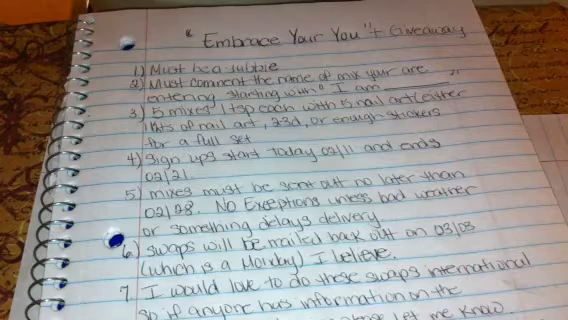 " Embrace Your You "+ Giveaway
1) Must be a tubbie
2) Must comment the name of mix your are
entering starting with " I am ________ "
3) 5 mixes 1 tsp each with 15 nail art (either
of nail art, 23d, or enough stickers
for a full set
4) Sign ups start today 02/11 and ends
02/21
5) mixes must be sent out no later than
02/28. No Exceptions unless bad weather
or something delays delivery
6) swaps will be mailed back out on 03/03
(which is a Monday) I believe.
7. I would love to do these swaps international
so if anyone has information on the
let me know.